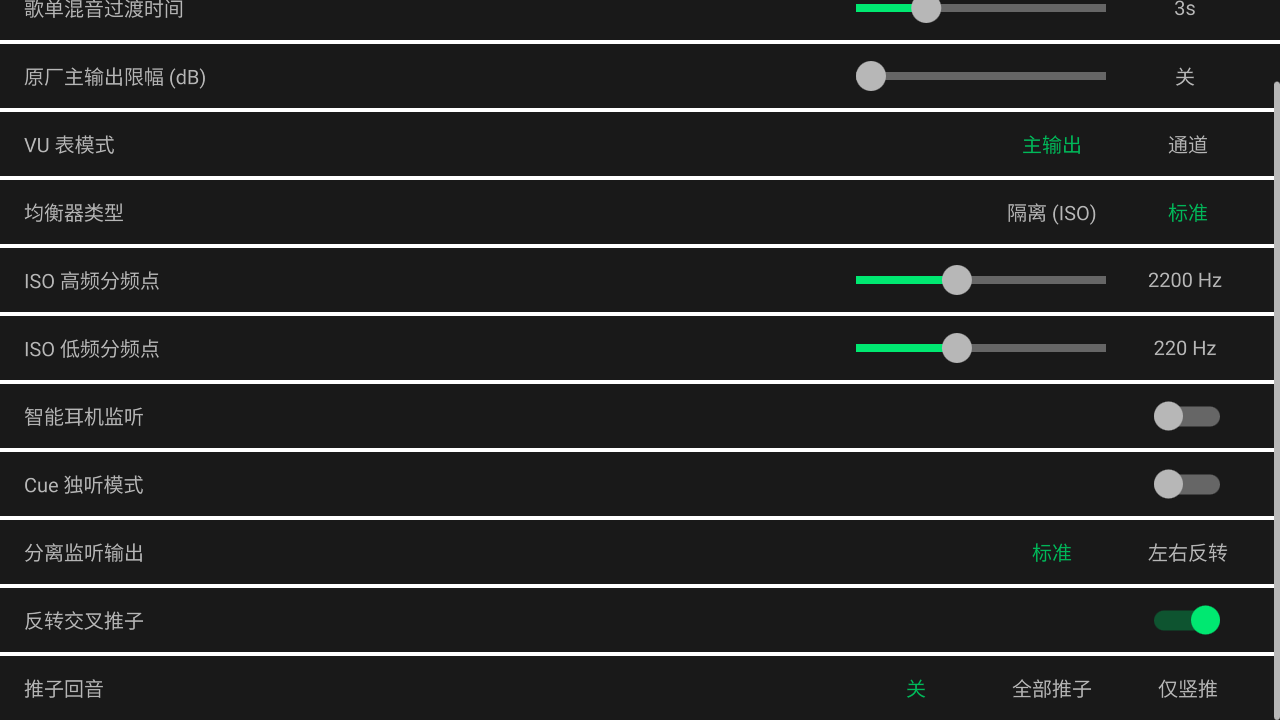 歌单混音过渡时间 3s
原厂主输出限幅 (dB) 关
VU 表模式 主输出 通道
均衡器类型 隔离 (ISO) 标准
ISO 高频分频点 2200 Hz
ISO 低频分频点 220 Hz
智能耳机监听
Cue 独听模式
分离监听输出 标准 左右反转
反转交叉推子
推子回音 关 全部推子 仅竖推